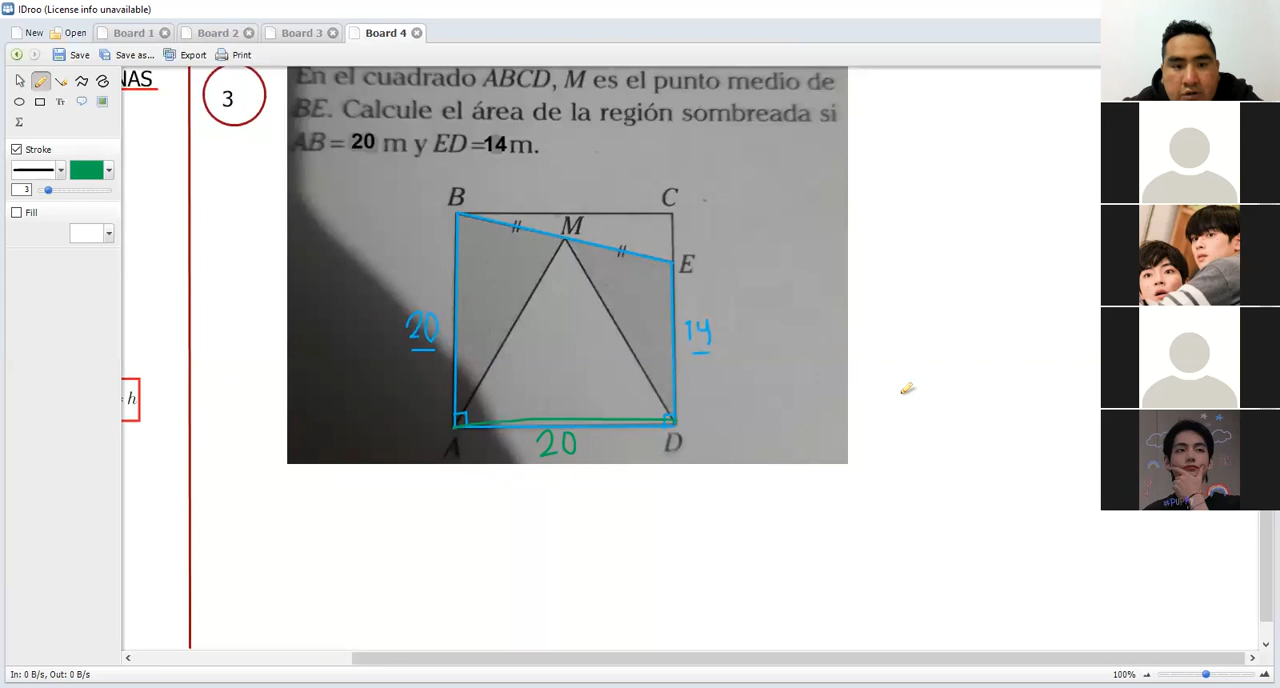 IDroo (License info unavailable)
New Open Board 1 Board 2 Board 3 Board 4
Save Save as... Export Print
Tr
Σ
Stroke
3
Fill
NAS
= h
3
En el cuadrado ABCD, M es el punto medio de
BE. Calcule el área de la región sombreada si
AB = 20 m y ED =14 m.
B C
M
E
20 14
A 20 D
#PUPPY
In: 0 B/s, Out: 0 B/s 100%